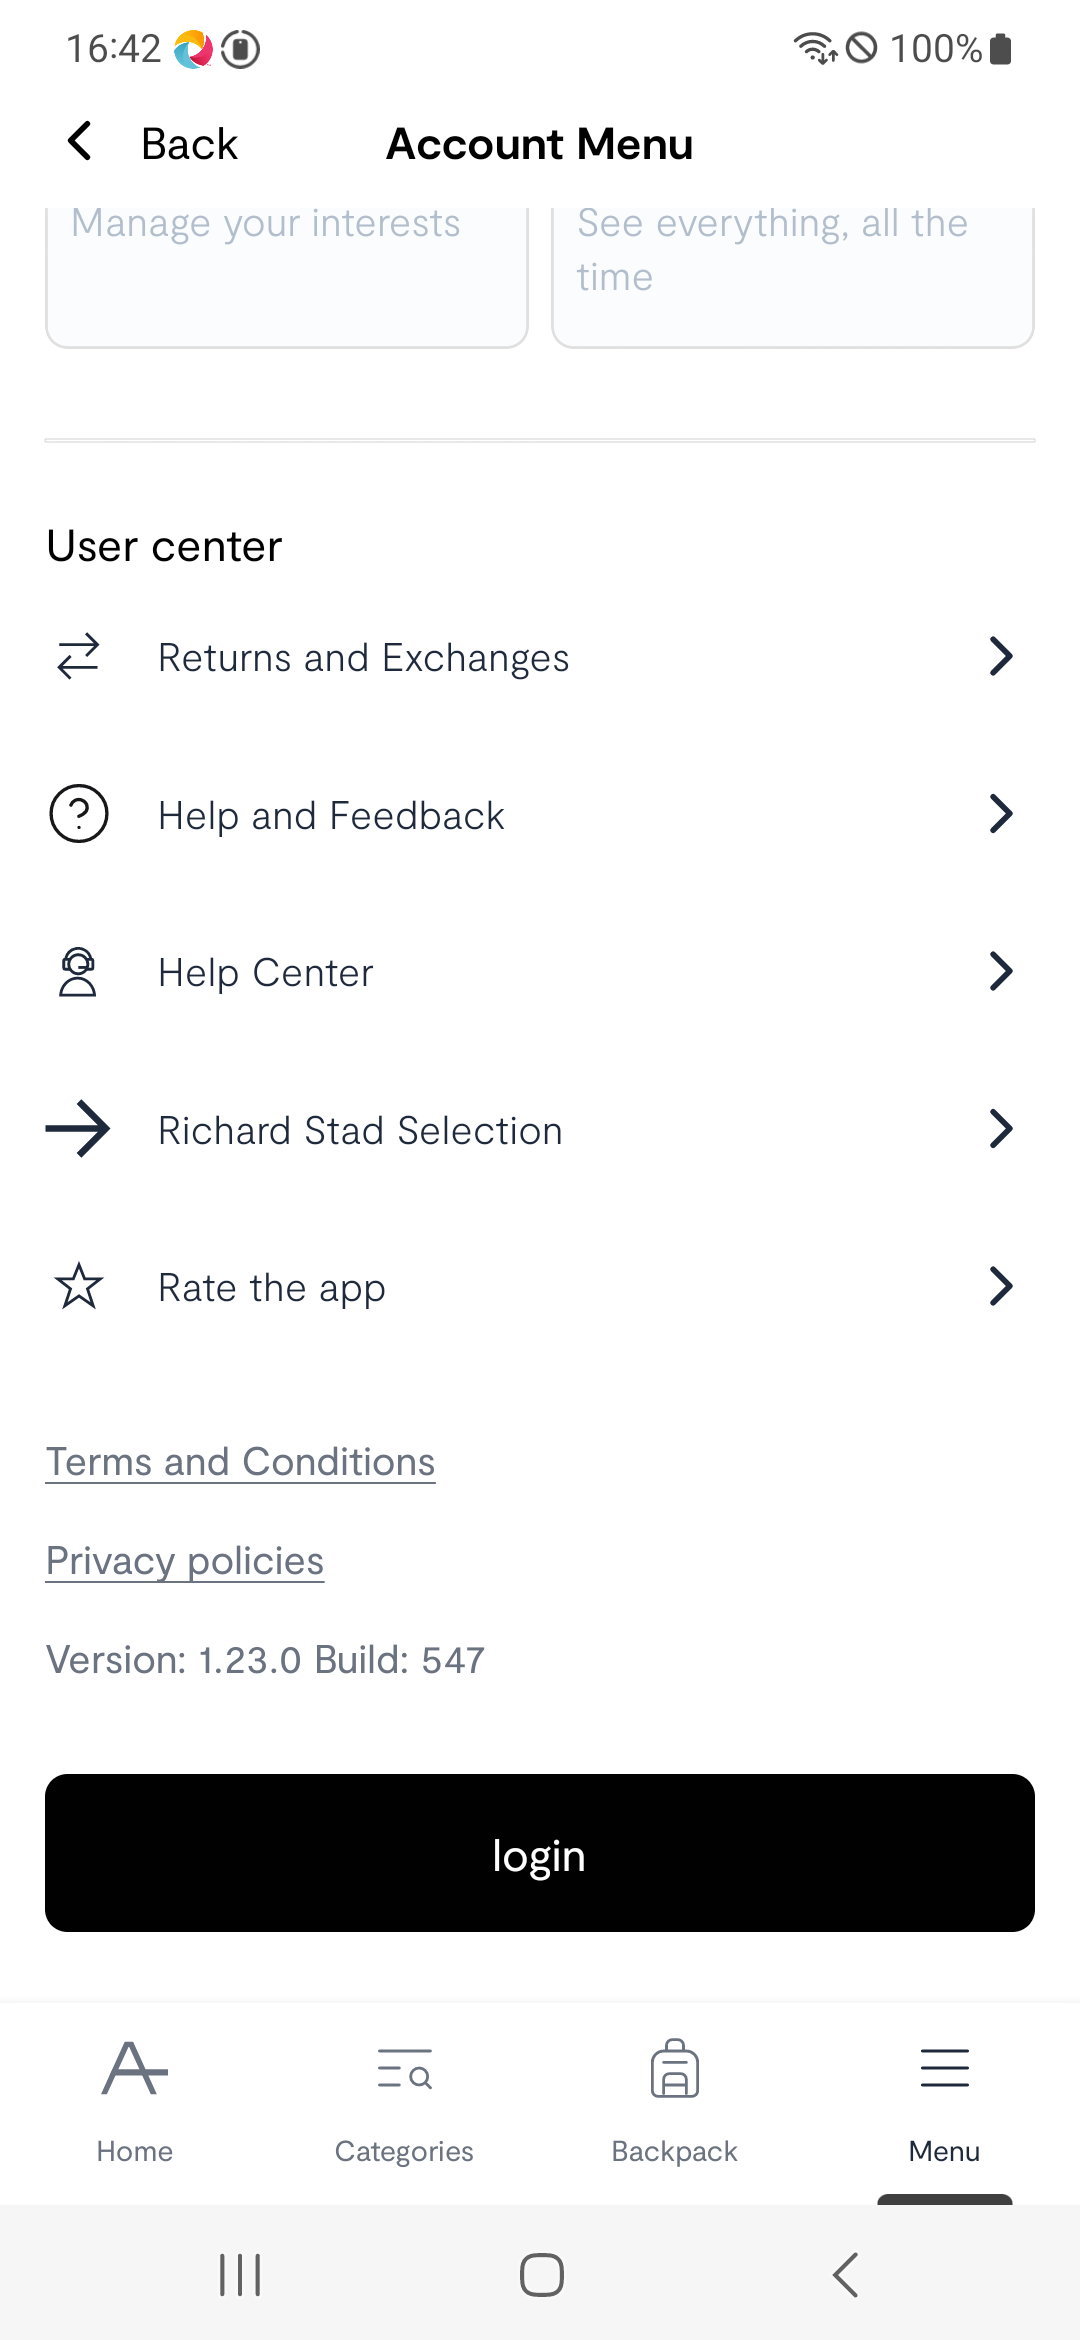 16:42
100%
Back
Account Menu
Manage your interests
See everything, all the
time
User center
Returns and Exchanges
Help and Feedback
Help Center
Richard Stad Selection
Rate the app
Terms and Conditions
Privacy policies
Version: 1.23.0 Build: 547
login
Home
Categories
Backpack
Menu